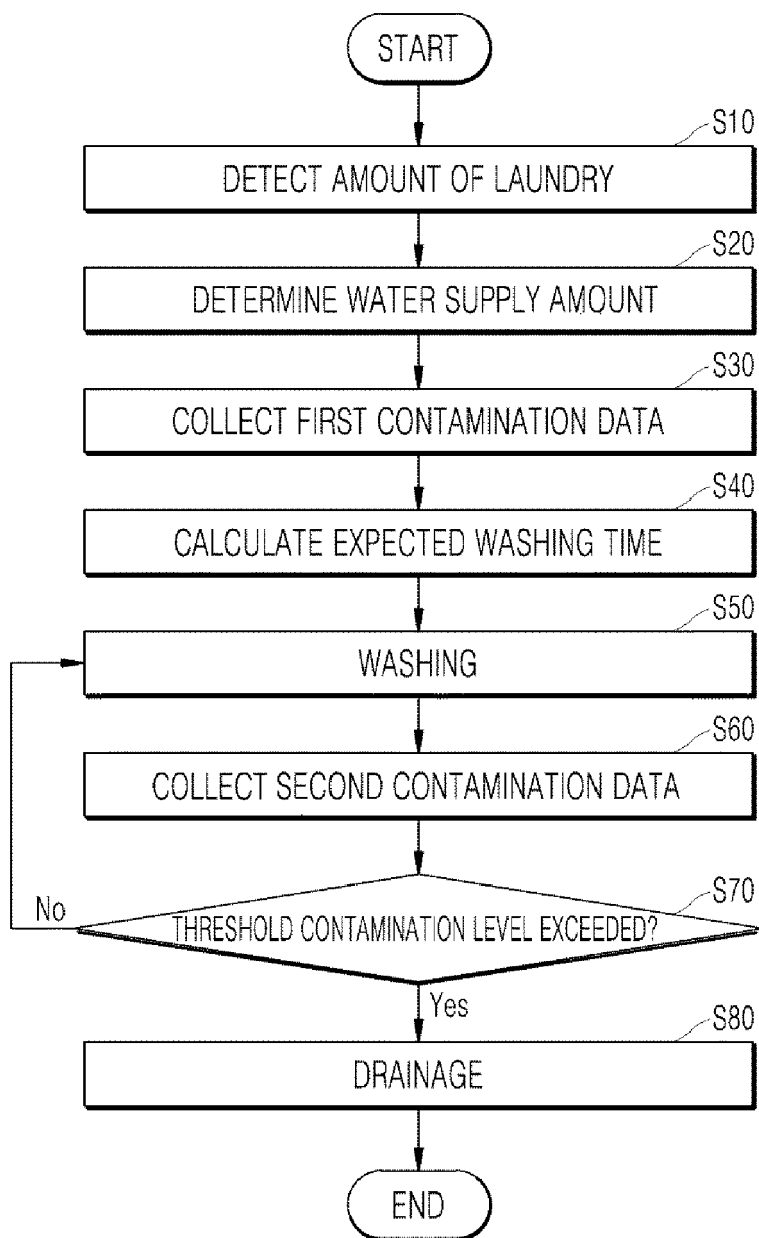 START
S10
DETECT AMOUNT OF LAUNDRY
S20
DETERMINE WATER SUPPLY AMOUNT
S30
COLLECT FIRST CONTAMINATION DATA
S40
CALCULATE EXPECTED WASHING TIME
S50
WASHING
S60
COLLECT SECOND CONTAMINATION DATA
S70
No
THRESHOLD CONTAMINATION LEVEL EXCEEDED?
Yes
S80
DRAINAGE
END